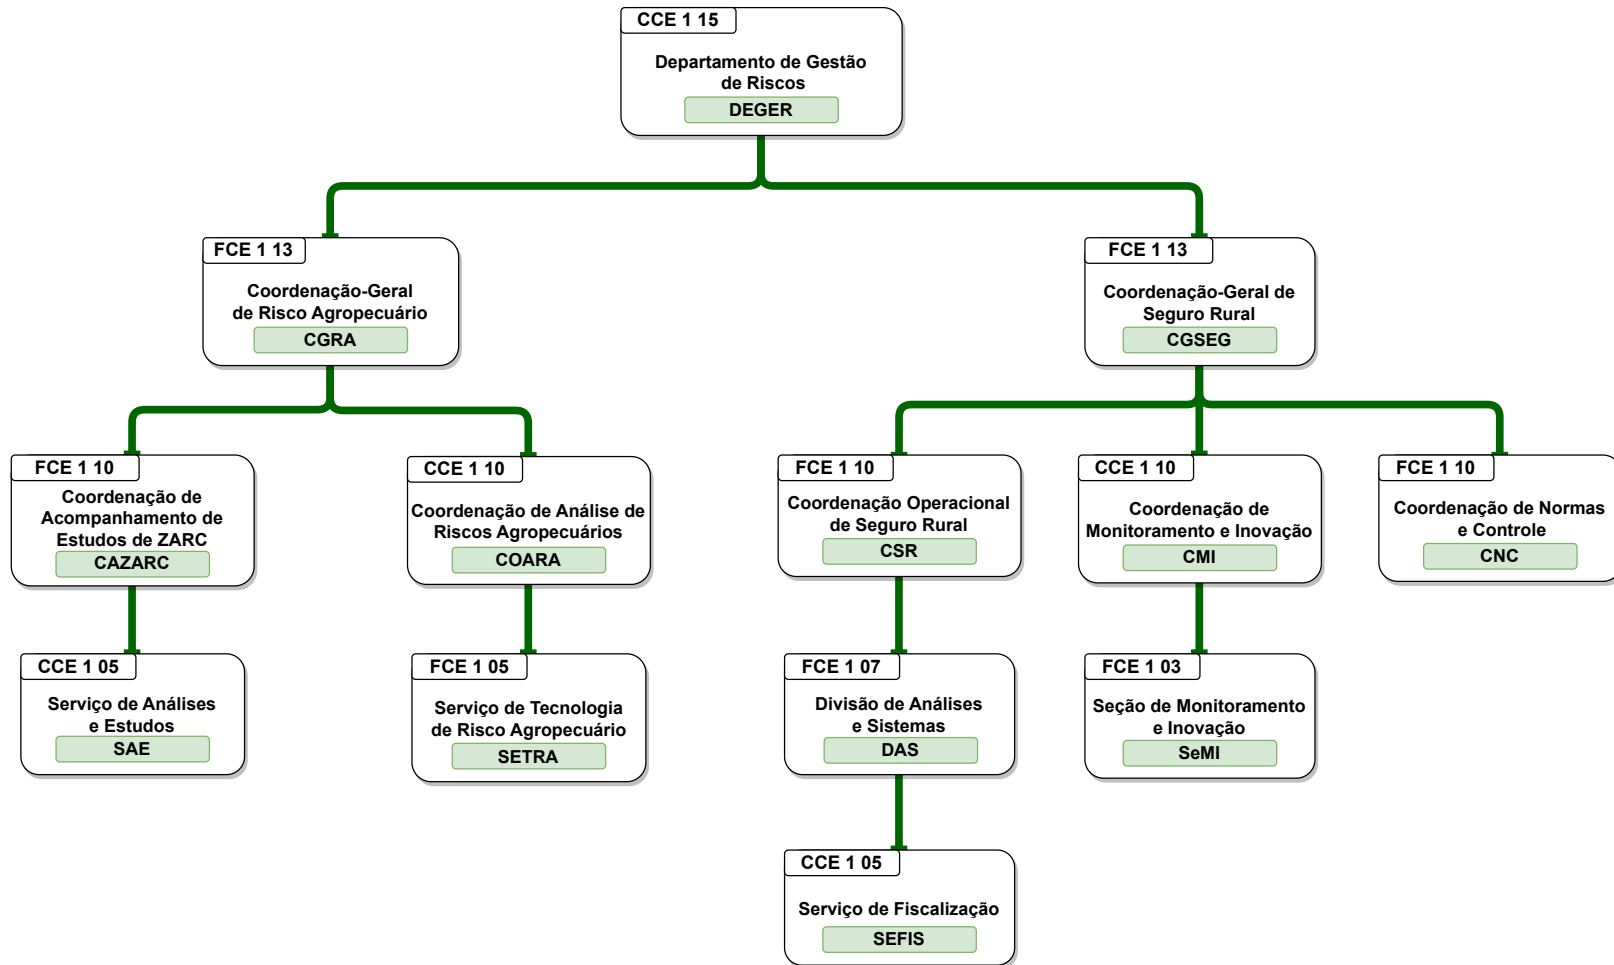 CCE 1 15
Departamento de Gestão
de Riscos
DEGER
FCE 1 13
Coordenação-Geral
de Risco Agropecuário
CGRA
FCE 1 13
Coordenação-Geral de
Seguro Rural
CGSEG
FCE 1 10
Coordenação de
Acompanhamento de
Estudos de ZARC
CAZARC
CCE 1 10
Coordenação de Análise de
Riscos Agropecuários
COARA
FCE 1 10
Coordenação Operacional
de Seguro Rural
CSR
CCE 1 10
Coordenação de
Monitoramento e Inovação
CMI
FCE 1 10
Coordenação de Normas
e Controle
CNC
CCE 1 05
Serviço de Análises
e Estudos
SAE
FCE 1 05
Serviço de Tecnologia
de Risco Agropecuário
SETRA
FCE 1 07
Divisão de Análises
e Sistemas
DAS
FCE 1 03
Seção de Monitoramento
e Inovação
SeMI
CCE 1 05
Serviço de Fiscalização
SEFIS